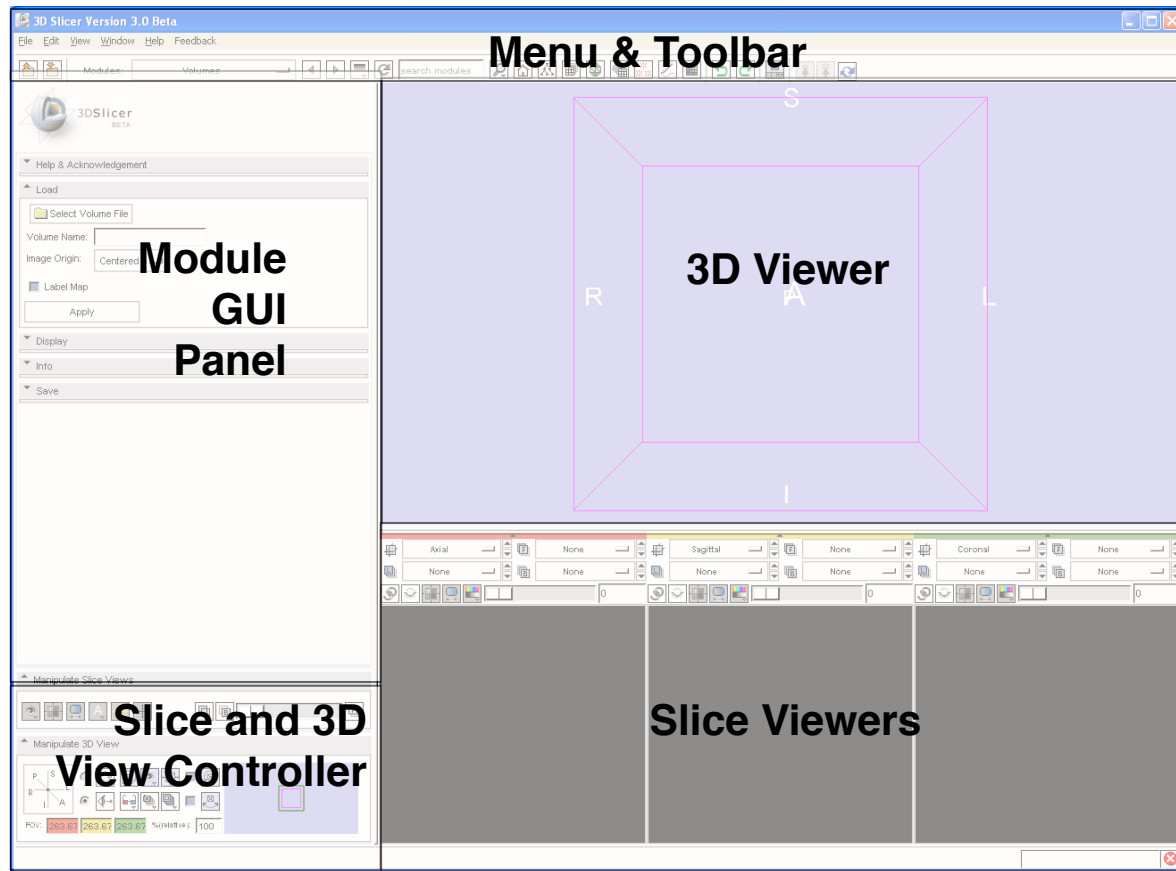 3D Slicer Version 3.0 Beta
File Edit View Window Help Feedback
Menu & Toolbar
Modules: Volumes search modules
3DSlicer
BETA
Help & Acknowledgement
Load
Select Volume File
Volume Name:
Image Origin: Centered
Label Map
Apply
Display
Info
Save
Module
GUI
Panel
S
R A L
I
3D Viewer
Axial None Sagittal None Coronal None
None None None None None None
0 0 0
Manipulate Slice Views
Slice and 3D
View Controller
Manipulate 3D View
P S
R L
I A
FOV: 263.67 263.67 263.67 %(relative): 100
Slice Viewers